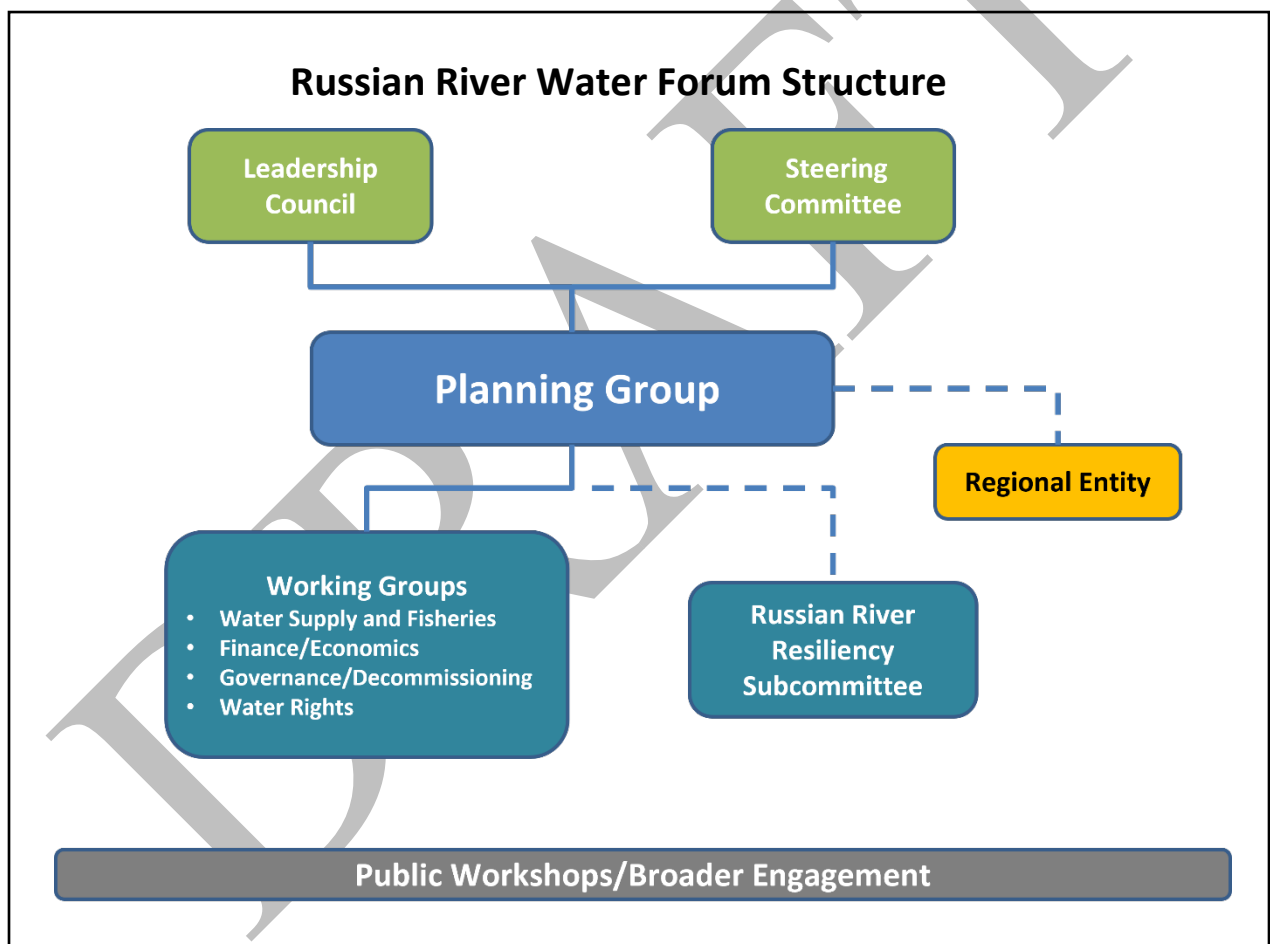 Russian River Water Forum Structure
Leadership
Council
Steering
Committee
Planning Group
Regional Entity
Working Groups
• Water Supply and Fisheries
• Finance/Economics
• Governance/Decommissioning
• Water Rights
Russian River
Resiliency
Subcommittee
Public Workshops/Broader Engagement
DRAFT